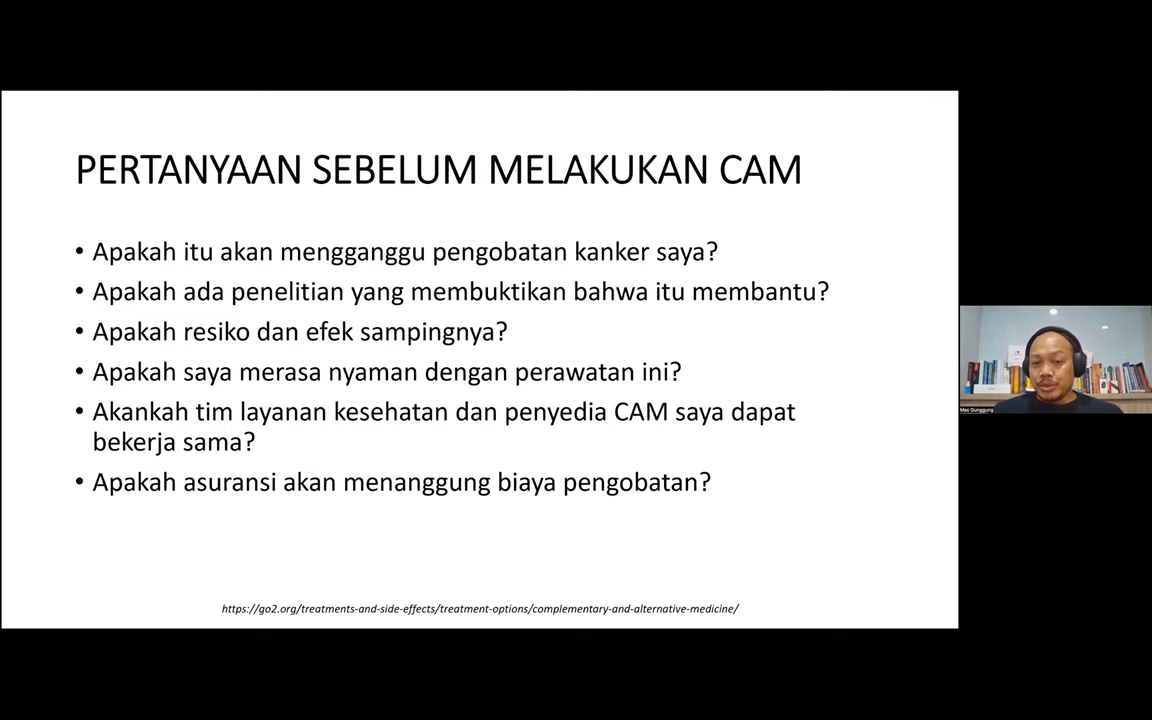 PERTANYAAN SEBELUM MELAKUKAN CAM
• Apakah itu akan mengganggu pengobatan kanker saya?
• Apakah ada penelitian yang membuktikan bahwa itu membantu?
• Apakah resiko dan efek sampingnya?
• Apakah saya merasa nyaman dengan perawatan ini?
• Akankah tim layanan kesehatan dan penyedia CAM saya dapat
bekerja sama?
• Apakah asuransi akan menanggung biaya pengobatan?
https://go2.org/treatments-and-side-effects/treatment-options/complementary-and-alternative-medicine/
Mas Gunggung